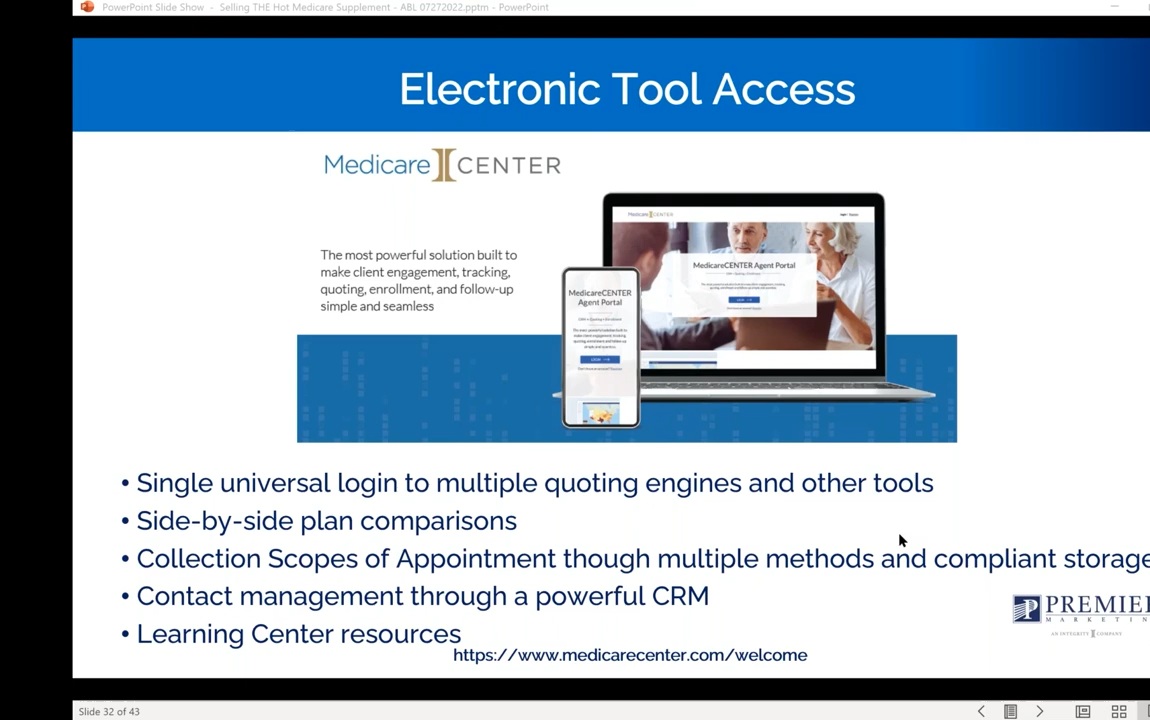 PowerPoint Slide Show - Selling THE Hot Medicare Supplement - ABL 07272022.pptm - PowerPoint
Electronic Tool Access
Medicare CENTER
The most powerful solution built to
make client engagement, tracking,
quoting, enrollment, and follow-up
simple and seamless
MedicareCENTER
MedicareCENTER Agent Portal
LOGIN
MedicareCENTER
Agent Portal
LOGIN
• Single universal login to multiple quoting engines and other tools
• Side-by-side plan comparisons
• Collection Scopes of Appointment though multiple methods and compliant storage
• Contact management through a powerful CRM
• Learning Center resources
https://www.medicarecenter.com/welcome
PREMIER
MARKETIN
AN INTEGRITY COMPANY
Slide 32 of 43